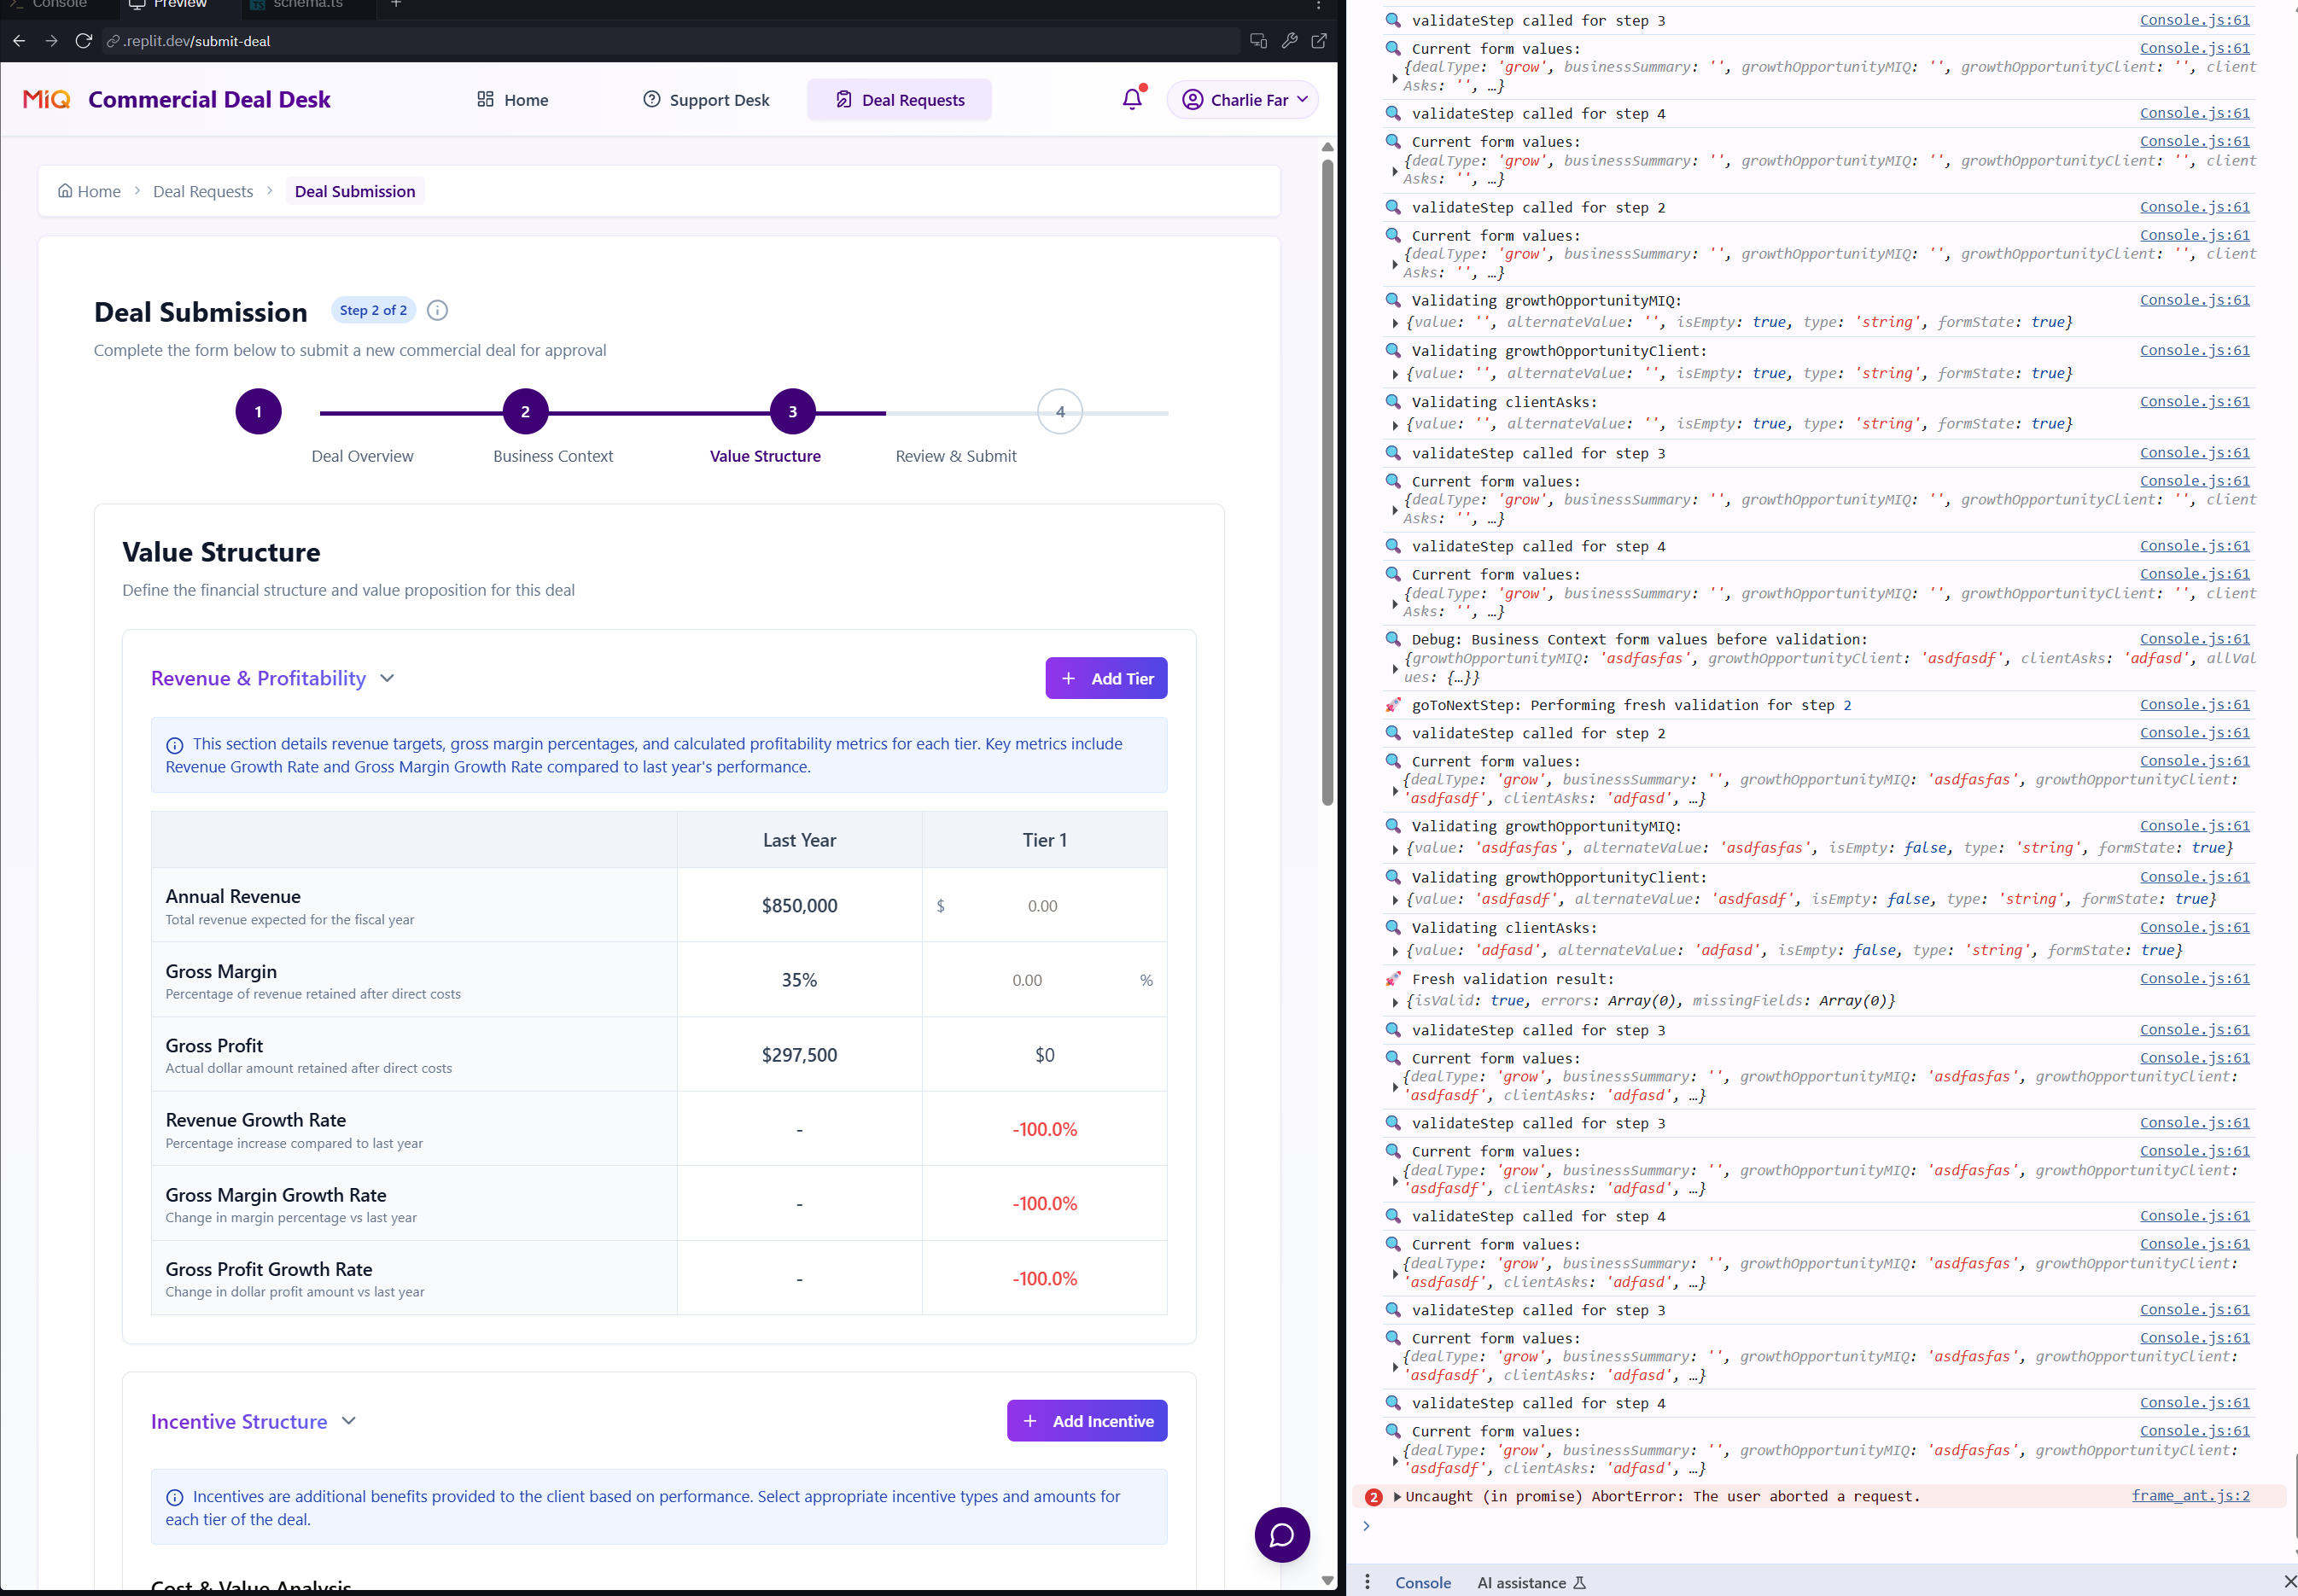 Console
Preview
schema.ts
.replit.dev/submit-deal
MiQ Commercial Deal Desk
Home
Support Desk
Deal Requests
Charlie Far
Home > Deal Requests > Deal Submission
Deal Submission
Step 2 of 2
Complete the form below to submit a new commercial deal for approval
1
2
3
4
Deal Overview
Business Context
Value Structure
Review & Submit
Value Structure
Define the financial structure and value proposition for this deal
Revenue & Profitability
+ Add Tier
This section details revenue targets, gross margin percentages, and calculated profitability metrics for each tier. Key metrics include
Revenue Growth Rate and Gross Margin Growth Rate compared to last year's performance.
Last Year
Tier 1
Annual Revenue
Total revenue expected for the fiscal year
$850,000
$ 0.00
Gross Margin
Percentage of revenue retained after direct costs
35%
0.00 %
Gross Profit
Actual dollar amount retained after direct costs
$297,500
$0
Revenue Growth Rate
Percentage increase compared to last year
-
-100.0%
Gross Margin Growth Rate
Change in margin percentage vs last year
-
-100.0%
Gross Profit Growth Rate
Change in dollar profit amount vs last year
-
-100.0%
Incentive Structure
+ Add Incentive
Incentives are additional benefits provided to the client based on performance. Select appropriate incentive types and amounts for
each tier of the deal.
Cost & Value Analysis
validateStep called for step 3 Console.js:61
Current form values: Console.js:61
{dealType: 'grow', businessSummary: '', growthOpportunityMIQ: '', growthOpportunityClient: '', client
Asks: '', …}
validateStep called for step 4 Console.js:61
Current form values: Console.js:61
{dealType: 'grow', businessSummary: '', growthOpportunityMIQ: '', growthOpportunityClient: '', client
Asks: '', …}
validateStep called for step 2 Console.js:61
Current form values: Console.js:61
{dealType: 'grow', businessSummary: '', growthOpportunityMIQ: '', growthOpportunityClient: '', client
Asks: '', …}
Validating growthOpportunityMIQ: Console.js:61
{value: '', alternateValue: '', isEmpty: true, type: 'string', formState: true}
Validating growthOpportunityClient: Console.js:61
{value: '', alternateValue: '', isEmpty: true, type: 'string', formState: true}
Validating clientAsks: Console.js:61
{value: '', alternateValue: '', isEmpty: true, type: 'string', formState: true}
validateStep called for step 3 Console.js:61
Current form values: Console.js:61
{dealType: 'grow', businessSummary: '', growthOpportunityMIQ: '', growthOpportunityClient: '', client
Asks: '', …}
validateStep called for step 4 Console.js:61
Current form values: Console.js:61
{dealType: 'grow', businessSummary: '', growthOpportunityMIQ: '', growthOpportunityClient: '', client
Asks: '', …}
Debug: Business Context form values before validation: Console.js:61
{growthOpportunityMIQ: 'asdfasfas', growthOpportunityClient: 'asdfasdf', clientAsks: 'adfasd', allVal
ues: {…}}
goToNextStep: Performing fresh validation for step 2 Console.js:61
validateStep called for step 2 Console.js:61
Current form values: Console.js:61
{dealType: 'grow', businessSummary: '', growthOpportunityMIQ: 'asdfasfas', growthOpportunityClient:
'asdfasdf', clientAsks: 'adfasd', …}
Validating growthOpportunityMIQ: Console.js:61
{value: 'asdfasfas', alternateValue: 'asdfasfas', isEmpty: false, type: 'string', formState: true}
Validating growthOpportunityClient: Console.js:61
{value: 'asdfasdf', alternateValue: 'asdfasdf', isEmpty: false, type: 'string', formState: true}
Validating clientAsks: Console.js:61
{value: 'adfasd', alternateValue: 'adfasd', isEmpty: false, type: 'string', formState: true}
Fresh validation result: Console.js:61
{isValid: true, errors: Array(0), missingFields: Array(0)}
validateStep called for step 3 Console.js:61
Current form values: Console.js:61
{dealType: 'grow', businessSummary: '', growthOpportunityMIQ: 'asdfasfas', growthOpportunityClient:
'asdfasdf', clientAsks: 'adfasd', …}
validateStep called for step 3 Console.js:61
Current form values: Console.js:61
{dealType: 'grow', businessSummary: '', growthOpportunityMIQ: 'asdfasfas', growthOpportunityClient:
'asdfasdf', clientAsks: 'adfasd', …}
validateStep called for step 4 Console.js:61
Current form values: Console.js:61
{dealType: 'grow', businessSummary: '', growthOpportunityMIQ: 'asdfasfas', growthOpportunityClient:
'asdfasdf', clientAsks: 'adfasd', …}
validateStep called for step 3 Console.js:61
Current form values: Console.js:61
{dealType: 'grow', businessSummary: '', growthOpportunityMIQ: 'asdfasfas', growthOpportunityClient:
'asdfasdf', clientAsks: 'adfasd', …}
validateStep called for step 4 Console.js:61
Current form values: Console.js:61
{dealType: 'grow', businessSummary: '', growthOpportunityMIQ: 'asdfasfas', growthOpportunityClient:
'asdfasdf', clientAsks: 'adfasd', …}
2 Uncaught (in promise) AbortError: The user aborted a request. frame_ant.js:2
Console
AI assistance